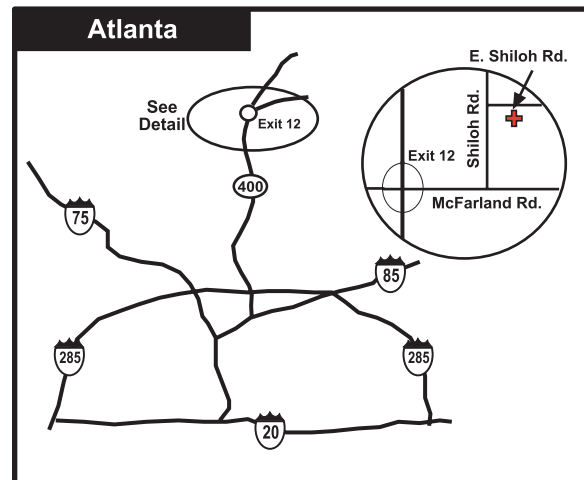 Atlanta
E. Shiloh Rd.
See
Detail
Exit 12
Shiloh Rd.
Exit 12
400
McFarland Rd.
75
85
285
285
20